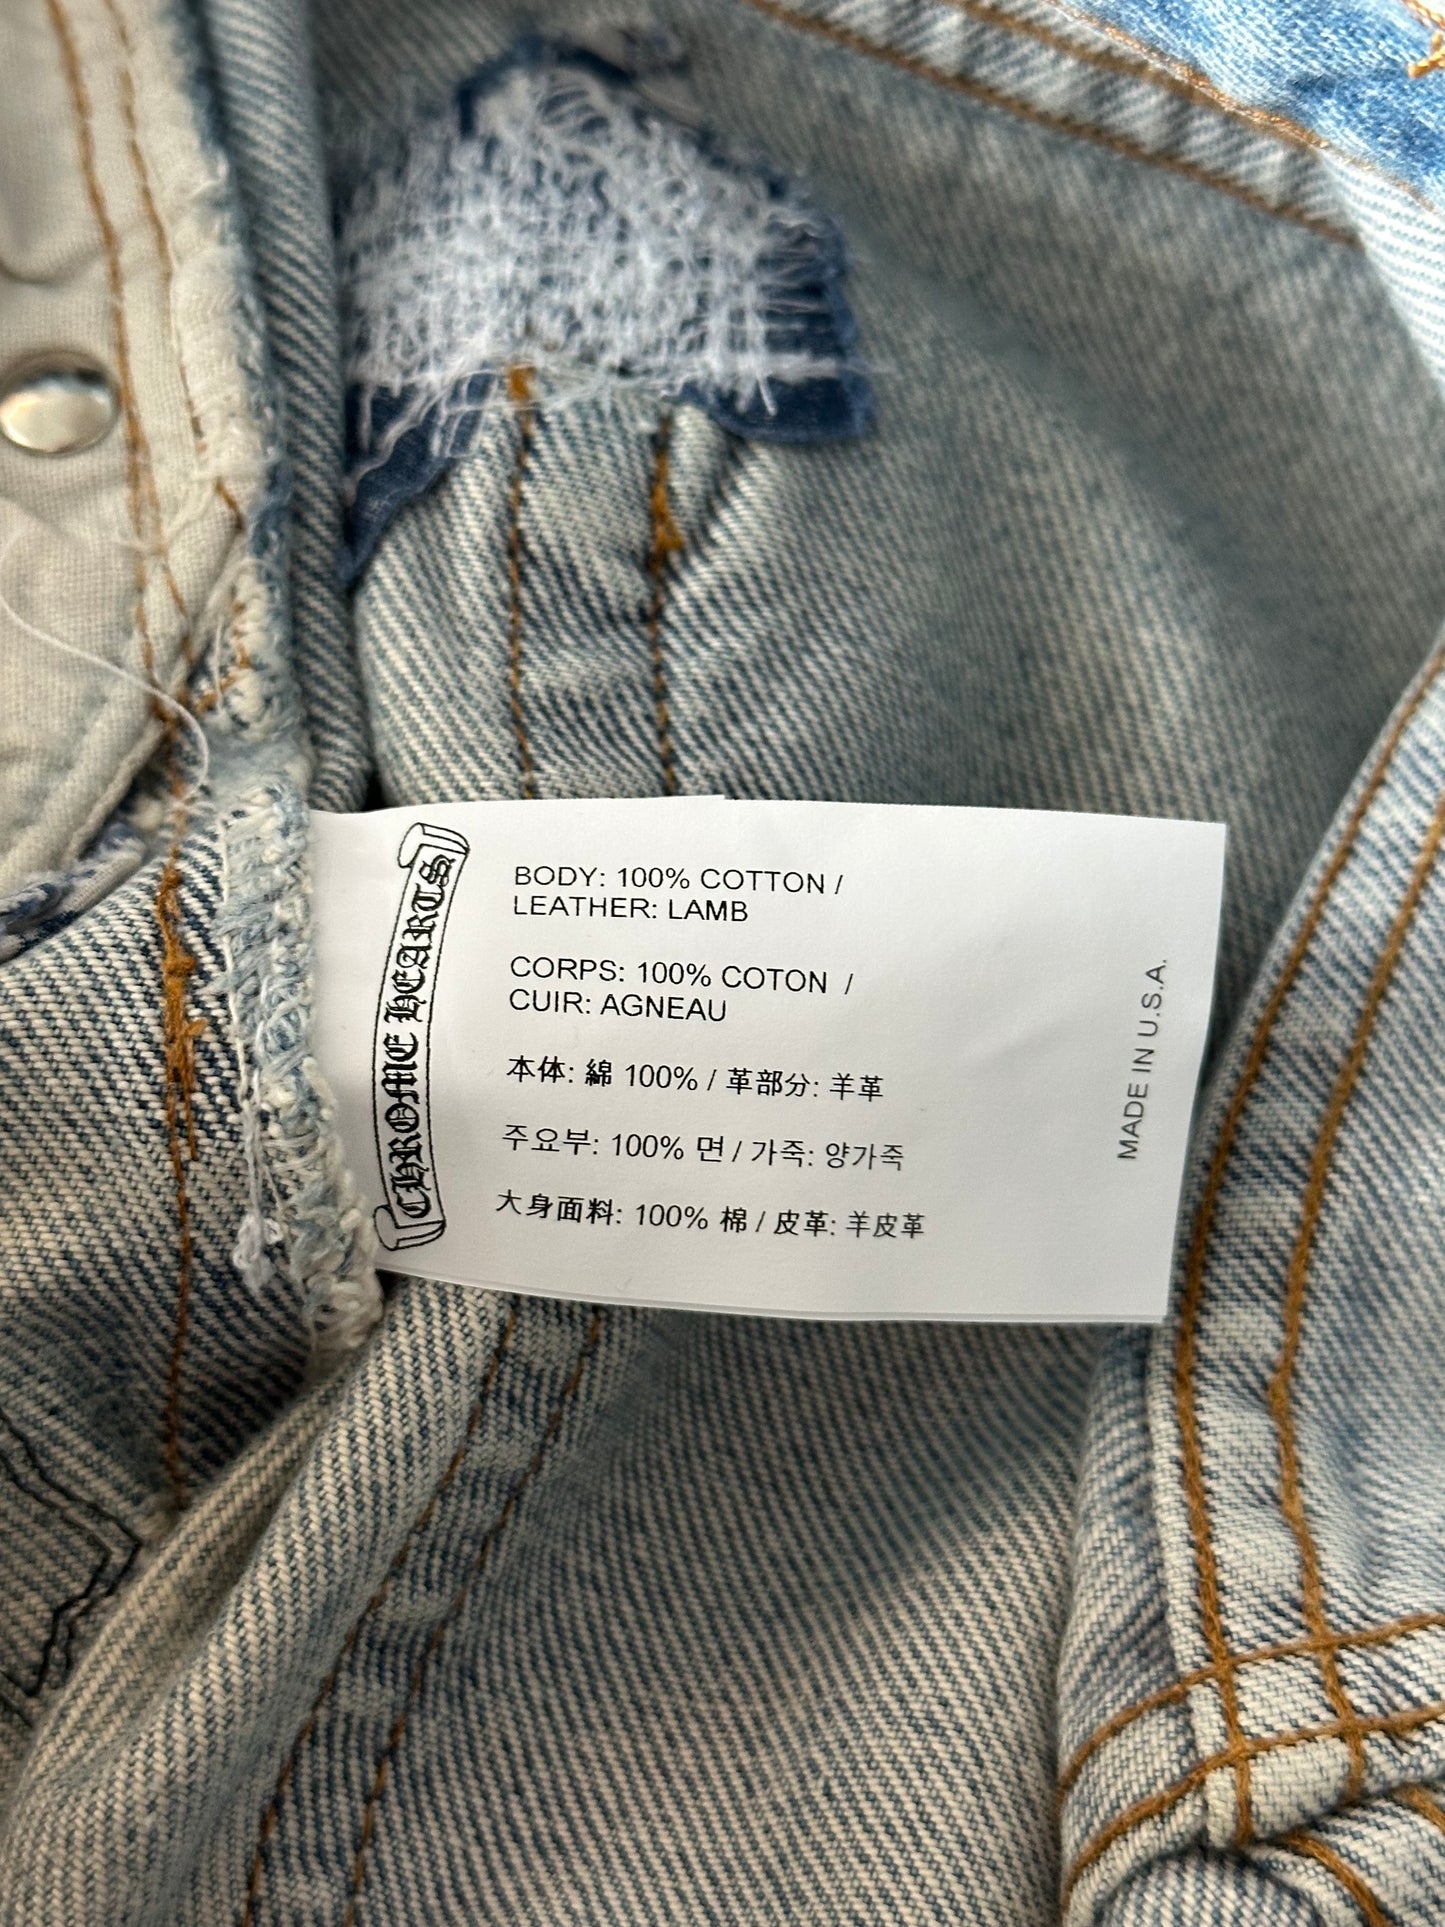 CHROME HEARTS
BODY: 100% COTTON /
LEATHER: LAMB
CORPS: 100% COTON /
CUIR: AGNEAU
本体: 綿 100% / 革部分: 羊革
주요부: 100% 면 / 가죽: 양가죽
大身面料: 100% 棉 / 皮革: 羊皮革
MADE IN U.S.A.